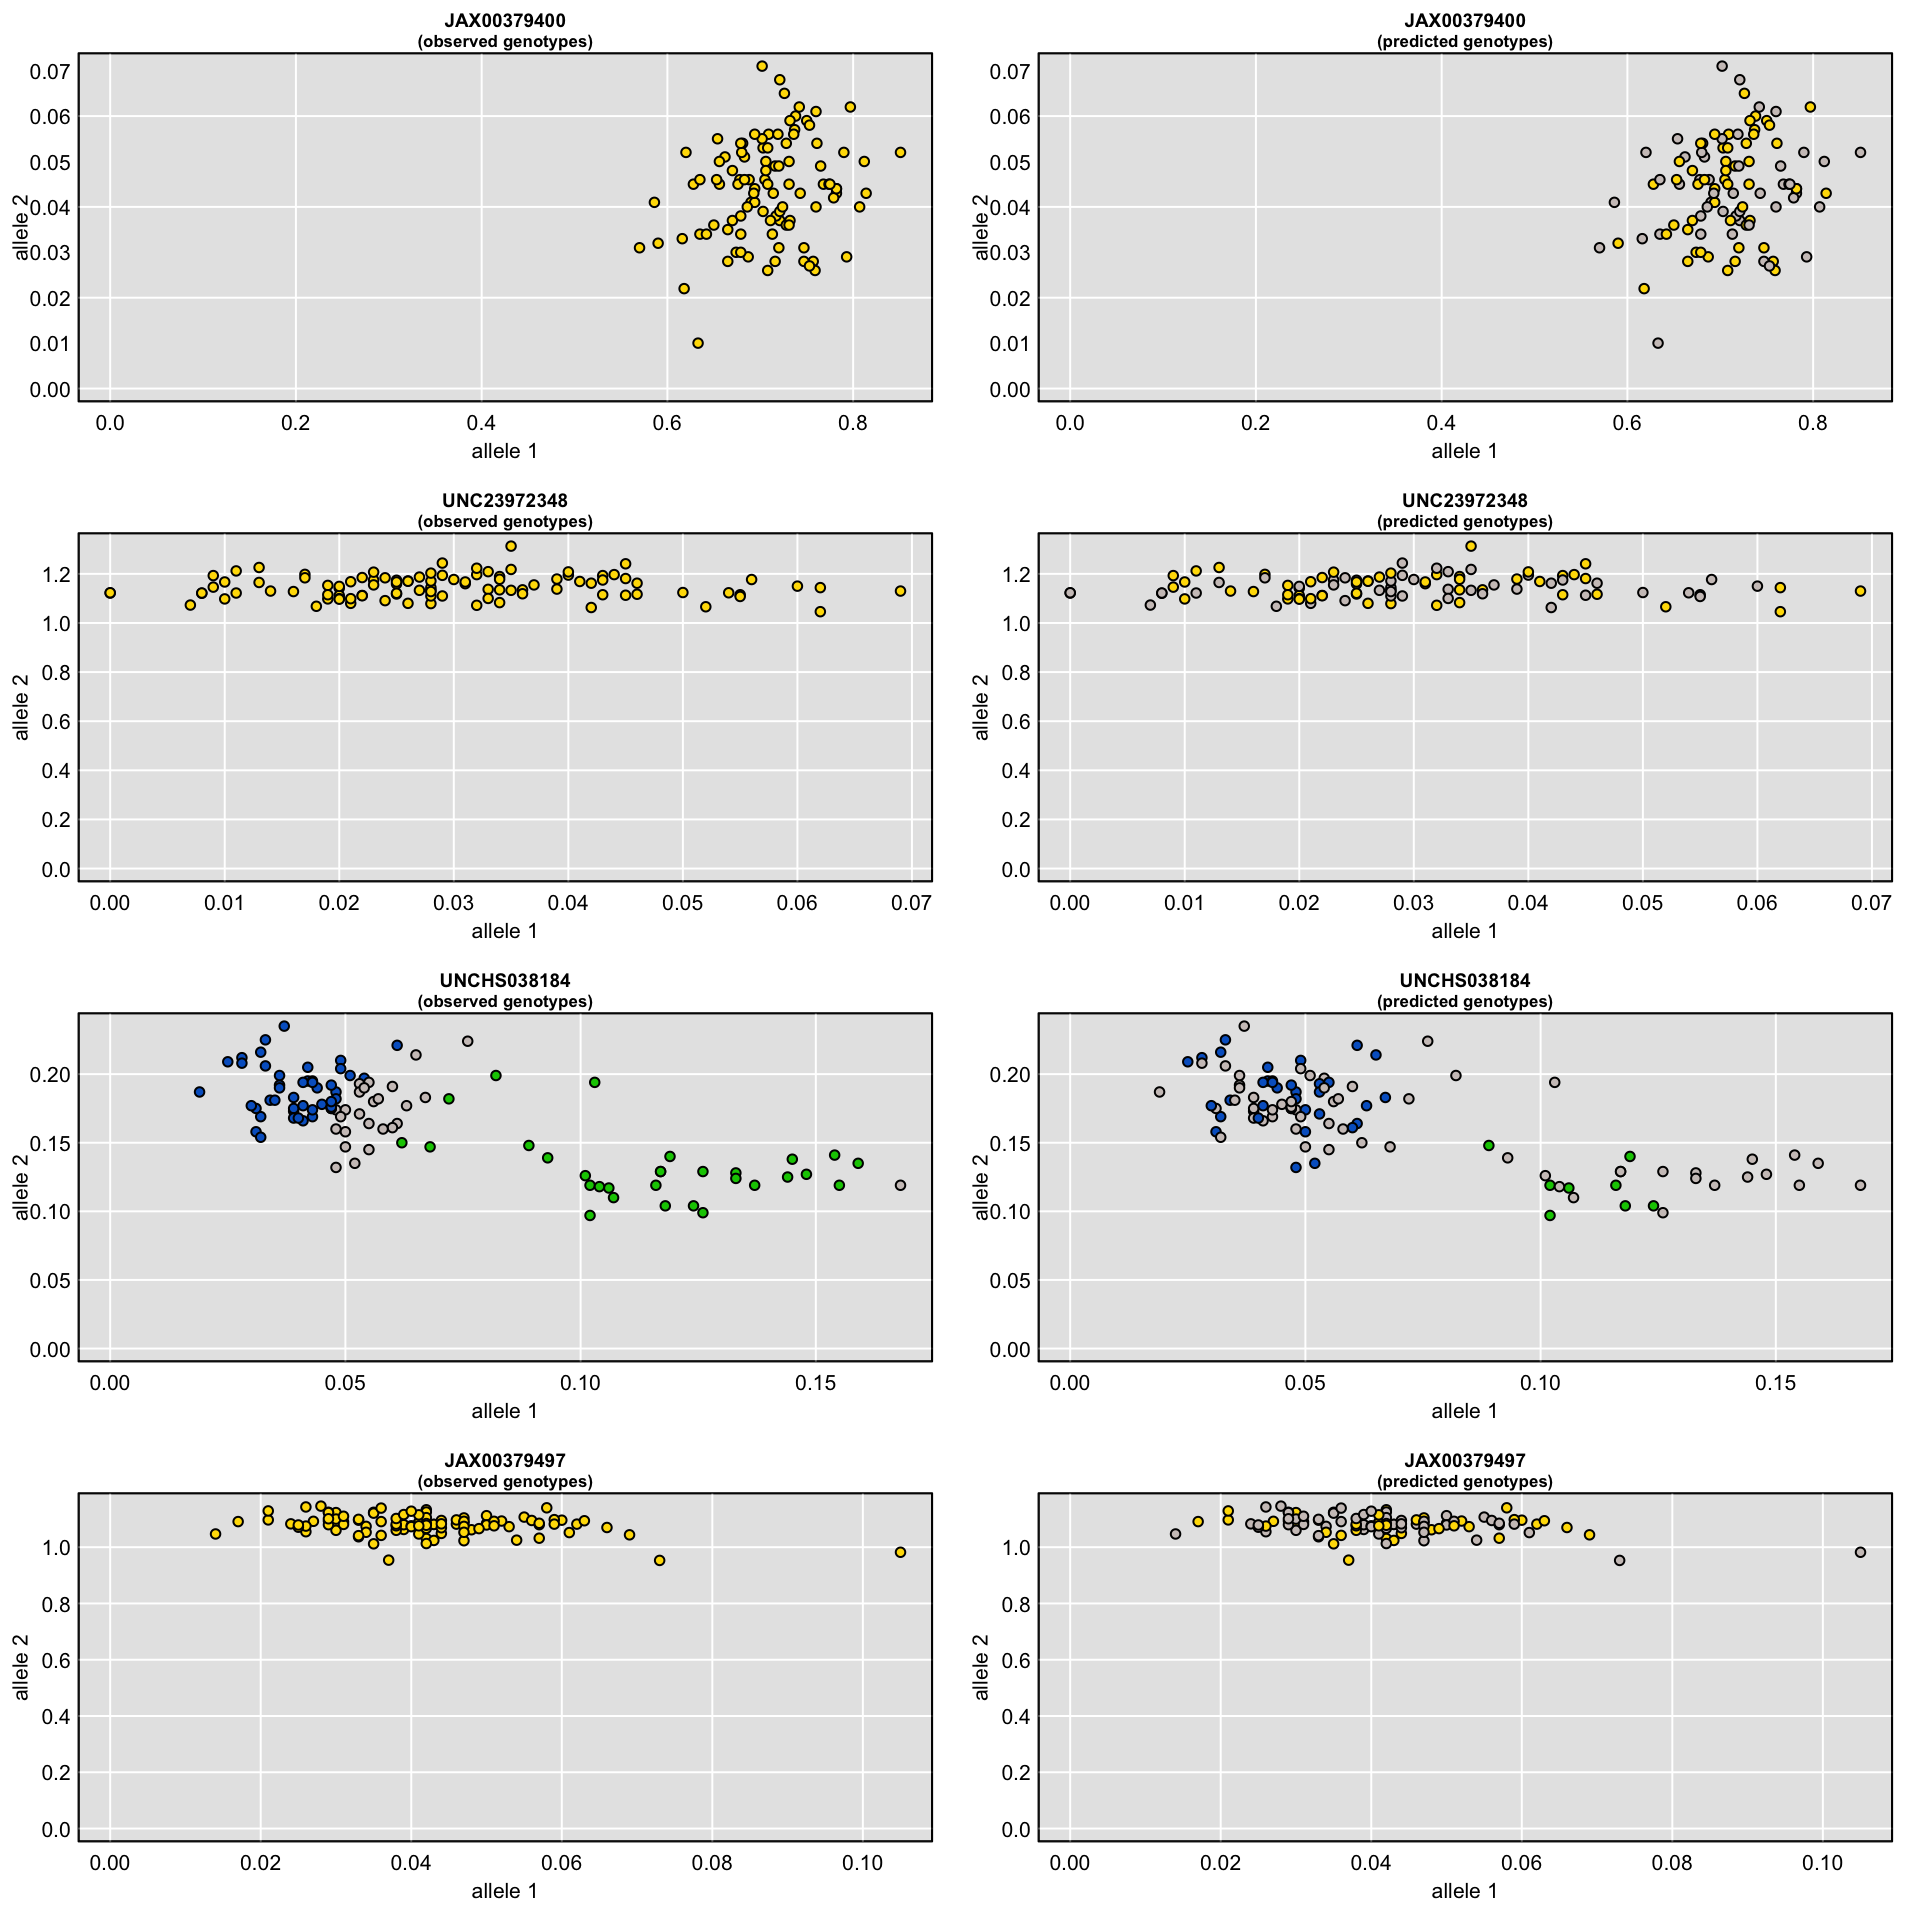 JAX00379400
(observed genotypes)
allele 2
0.07
0.06
0.05
0.04
0.03
0.02
0.01
0.00
0.0 0.2 0.4 0.6 0.8
allele 1
JAX00379400
(predicted genotypes)
allele 2
0.07
0.06
0.05
0.04
0.03
0.02
0.01
0.00
0.0 0.2 0.4 0.6 0.8
allele 1
UNC23972348
(observed genotypes)
allele 2
1.2
1.0
0.8
0.6
0.4
0.2
0.0
0.00 0.01 0.02 0.03 0.04 0.05 0.06 0.07
allele 1
UNC23972348
(predicted genotypes)
allele 2
1.2
1.0
0.8
0.6
0.4
0.2
0.0
0.00 0.01 0.02 0.03 0.04 0.05 0.06 0.07
allele 1
UNCHS038184
(observed genotypes)
allele 2
0.20
0.15
0.10
0.05
0.00
0.00 0.05 0.10 0.15
allele 1
UNCHS038184
(predicted genotypes)
allele 2
0.20
0.15
0.10
0.05
0.00
0.00 0.05 0.10 0.15
allele 1
JAX00379497
(observed genotypes)
allele 2
1.0
0.8
0.6
0.4
0.2
0.0
0.00 0.02 0.04 0.06 0.08 0.10
allele 1
JAX00379497
(predicted genotypes)
allele 2
1.0
0.8
0.6
0.4
0.2
0.0
0.00 0.02 0.04 0.06 0.08 0.10
allele 1